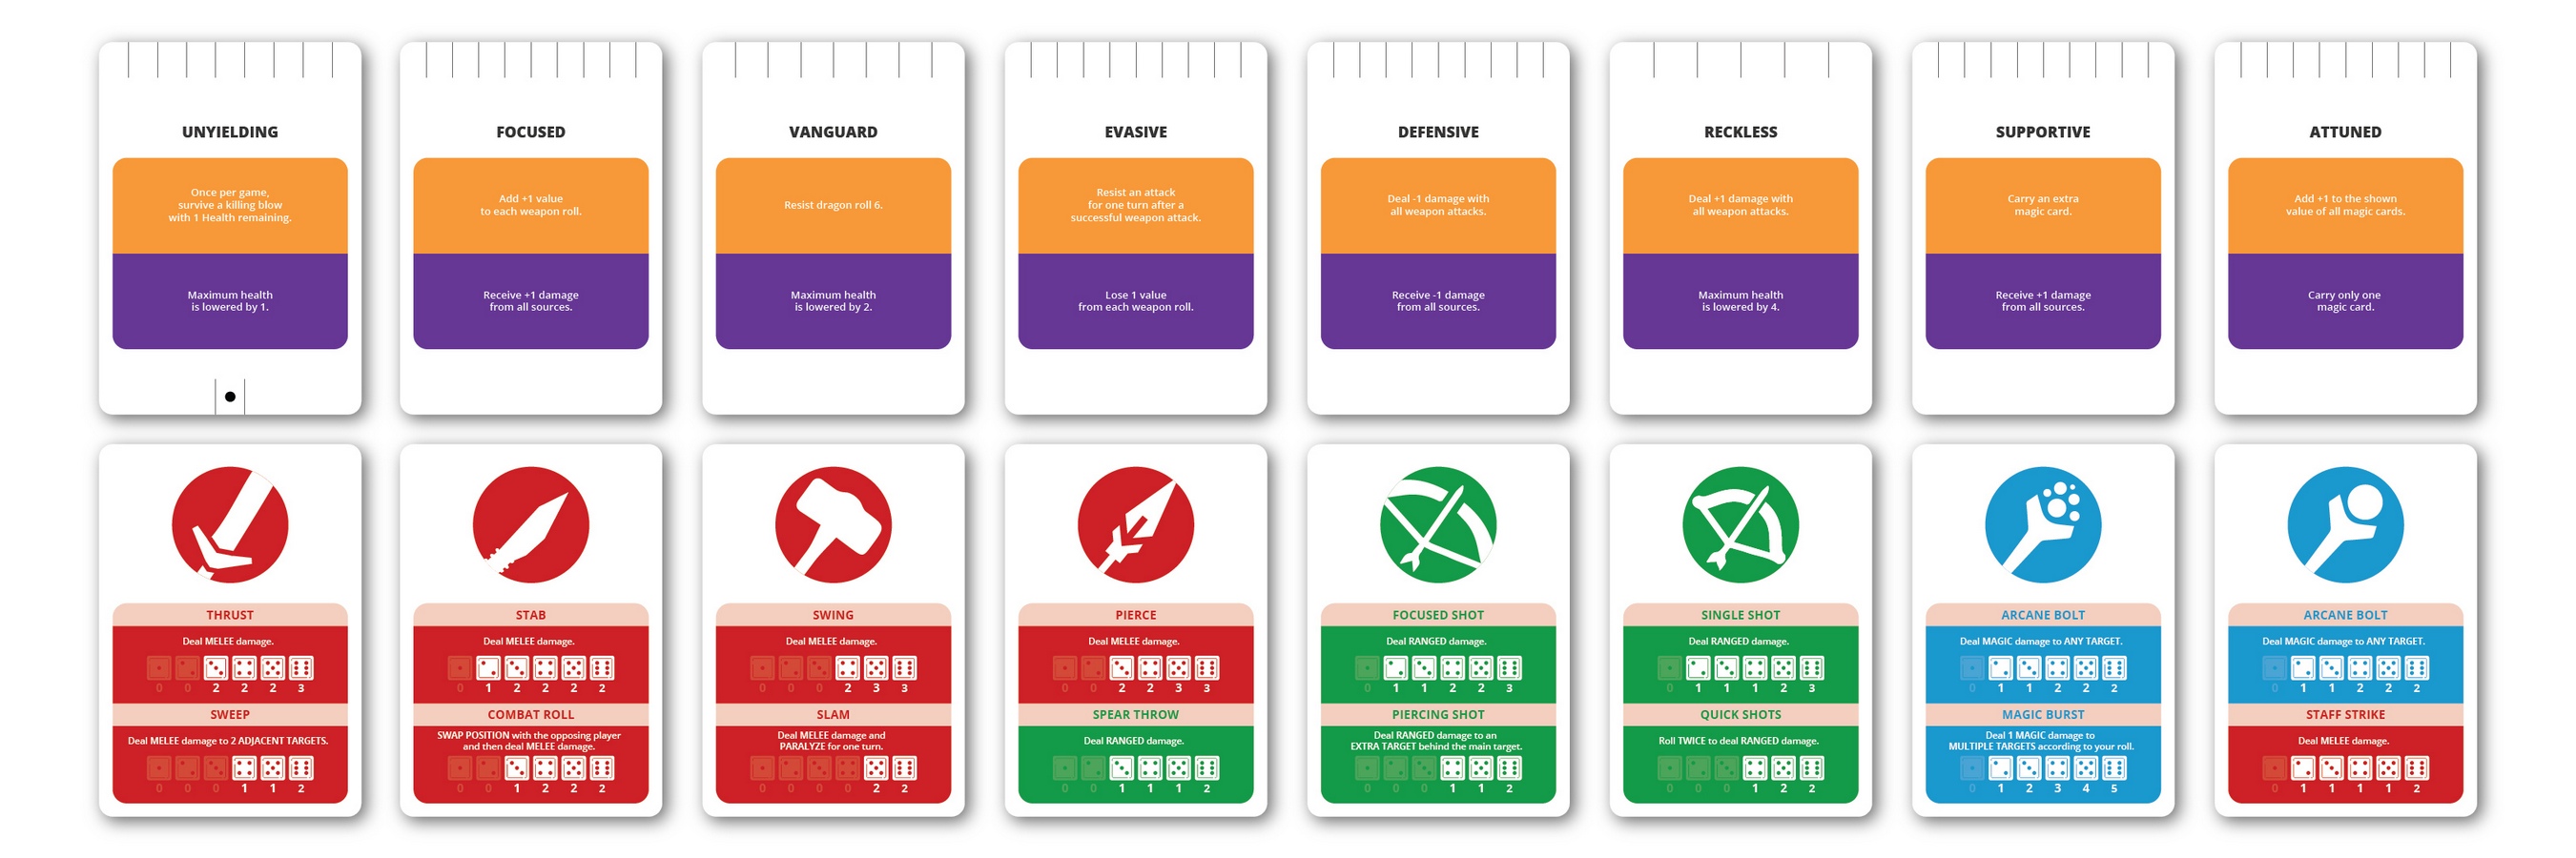 UNYIELDING
Once per game,
survive a killing blow
with 1 Health remaining.
Maximum health
is lowered by 1.
FOCUSED
Add +1 value
to each weapon roll.
Receive +1 damage
from all sources.
VANGUARD
Resist dragon roll 6.
Maximum health
is lowered by 2.
EVASIVE
Resist an attack
for one turn after a
successful weapon attack.
Lose 1 value
from each weapon roll.
DEFENSIVE
Deal -1 damage with
all weapon attacks.
Receive -1 damage
from all sources.
RECKLESS
Deal +1 damage with
all weapon attacks.
Maximum health
is lowered by 4.
SUPPORTIVE
Carry an extra
magic card.
Receive +1 damage
from all sources.
ATTUNED
Add +1 to the shown
value of all magic cards.
Carry only one
magic card.
THRUST
Deal MELEE damage.
0 0 2 2 2 3
SWEEP
Deal MELEE damage to 2 ADJACENT TARGETS.
0 0 0 1 1 2
STAB
Deal MELEE damage.
0 1 2 2 2 2
COMBAT ROLL
SWAP POSITION with the opposing player
and then deal MELEE damage.
0 0 1 2 2 2
SWING
Deal MELEE damage.
0 0 0 2 3 3
SLAM
Deal MELEE damage and
PARALYZE for one turn.
0 0 0 0 2 2
PIERCE
Deal MELEE damage.
0 0 2 2 3 3
SPEAR THROW
Deal RANGED damage.
0 0 1 1 1 2
FOCUSED SHOT
Deal RANGED damage.
0 1 1 2 2 3
PIERCING SHOT
Deal RANGED damage to an
EXTRA TARGET behind the main target.
0 0 0 1 1 2
SINGLE SHOT
Deal RANGED damage.
0 1 1 1 2 3
QUICK SHOTS
Roll TWICE to deal RANGED damage.
0 0 0 1 2 2
ARCANE BOLT
Deal MAGIC damage to ANY TARGET.
0 1 1 2 2 2
MAGIC BURST
Deal 1 MAGIC damage to
MULTIPLE TARGETS according to your roll.
0 1 2 3 4 5
ARCANE BOLT
Deal MAGIC damage to ANY TARGET.
0 1 1 2 2 2
STAFF STRIKE
Deal MELEE damage.
0 1 1 1 1 2